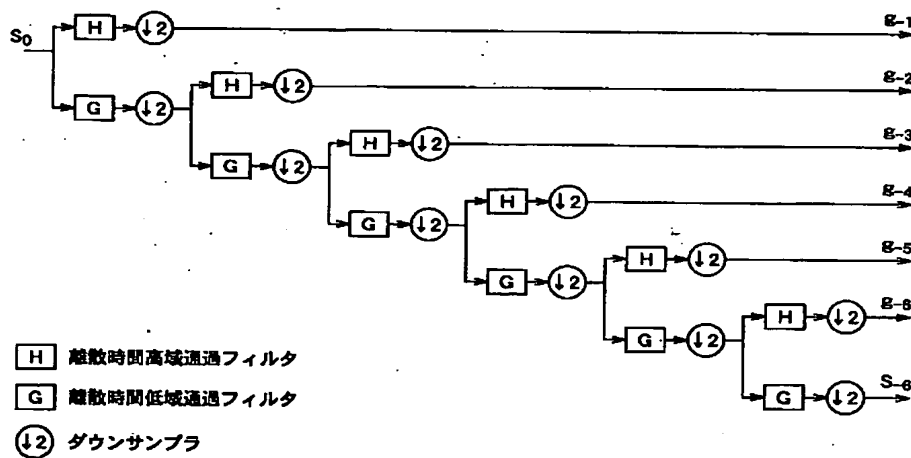 g-1
S0 H ↓2
g-2
H ↓2
G ↓2
g-3
H ↓2
G ↓2
g-4
H ↓2
G ↓2
g-5
H ↓2
G ↓2
g-6
H ↓2
G ↓2
S-6
G ↓2
H 離散時間高域通過フィルタ
G 離散時間低域通過フィルタ
↓2 ダウンサンプラ